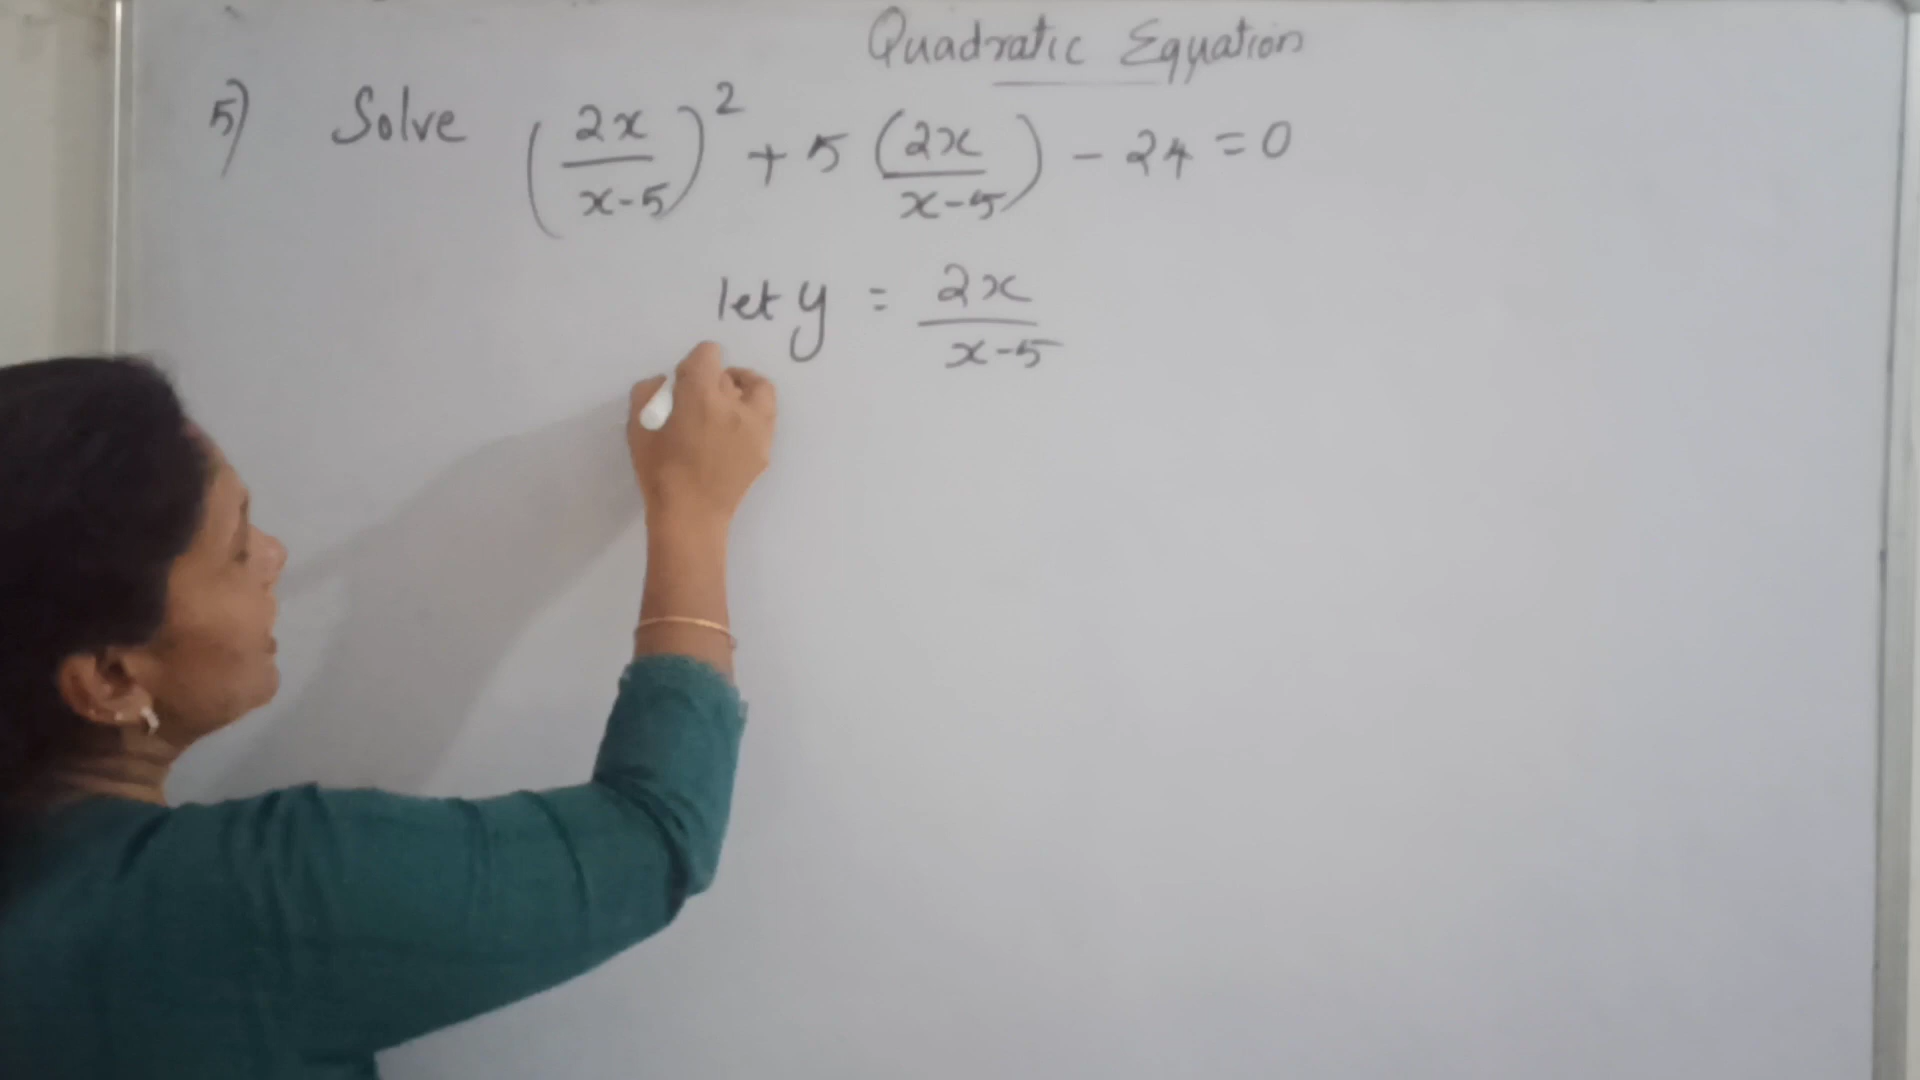 Quadratic Equation
5) Solve (2x/x-5)² + 5 (2x/x-5) - 24 = 0
let y = 2x/x-5